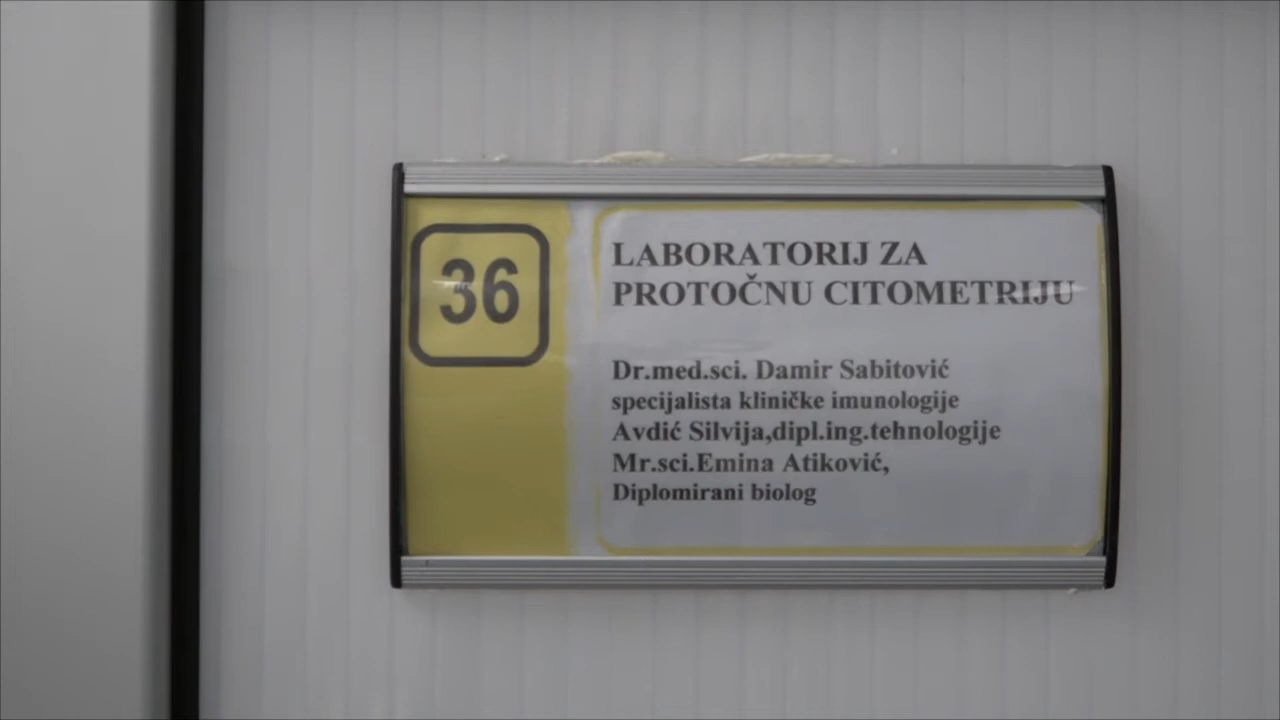 36
LABORATORIJ ZA
PROTOČNU CITOMETRIJU
Dr.med.sci. Damir Sabitović
specijalista kliničke imunologije
Avdić Silvija,dipl.ing.tehnologije
Mr.sci.Emina Atiković,
Diplomirani biolog